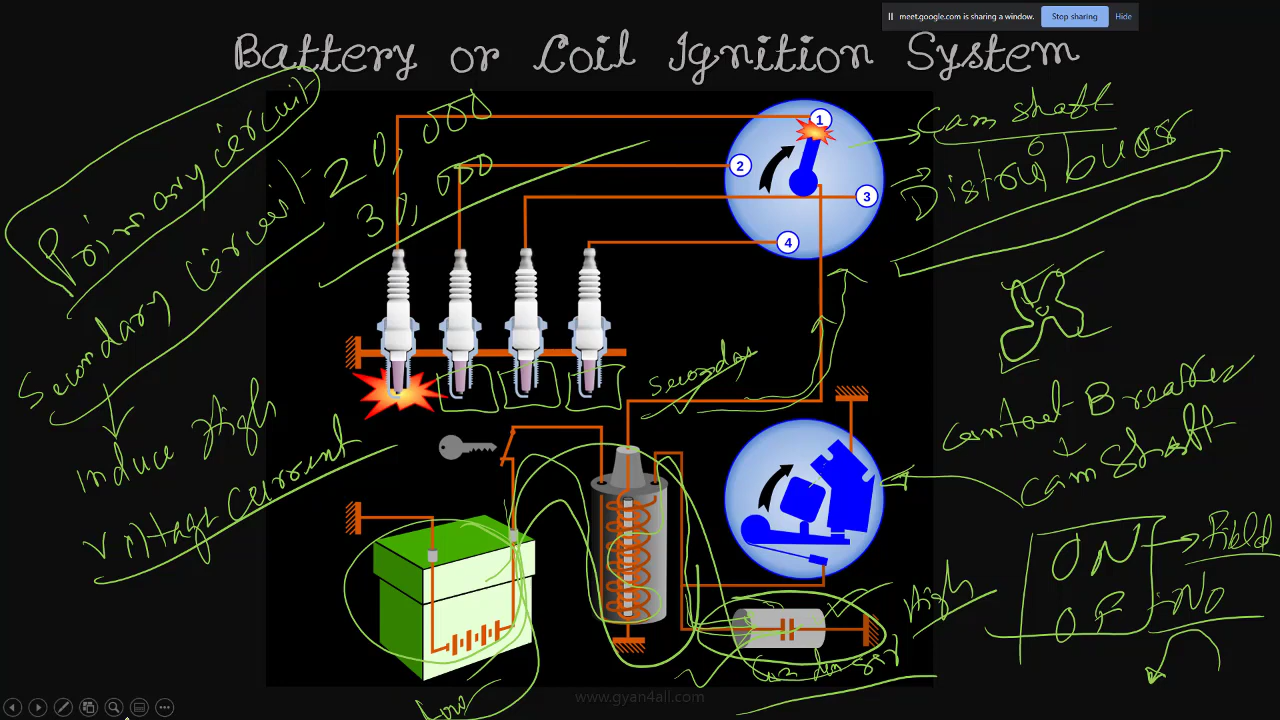 meet.google.com is sharing a window.
Stop sharing
Hide
Battery or Coil Ignition System
Primary circuit
Secondary circuit - 20,000
30,000
Induce High
Voltage Current
1
2
3
4
Cam shaft
Distributor
Secondary
Contact Breaker
Cam Shaft
ON → Field
OF - No
High
Condenser
Low
www.gyan4all.com